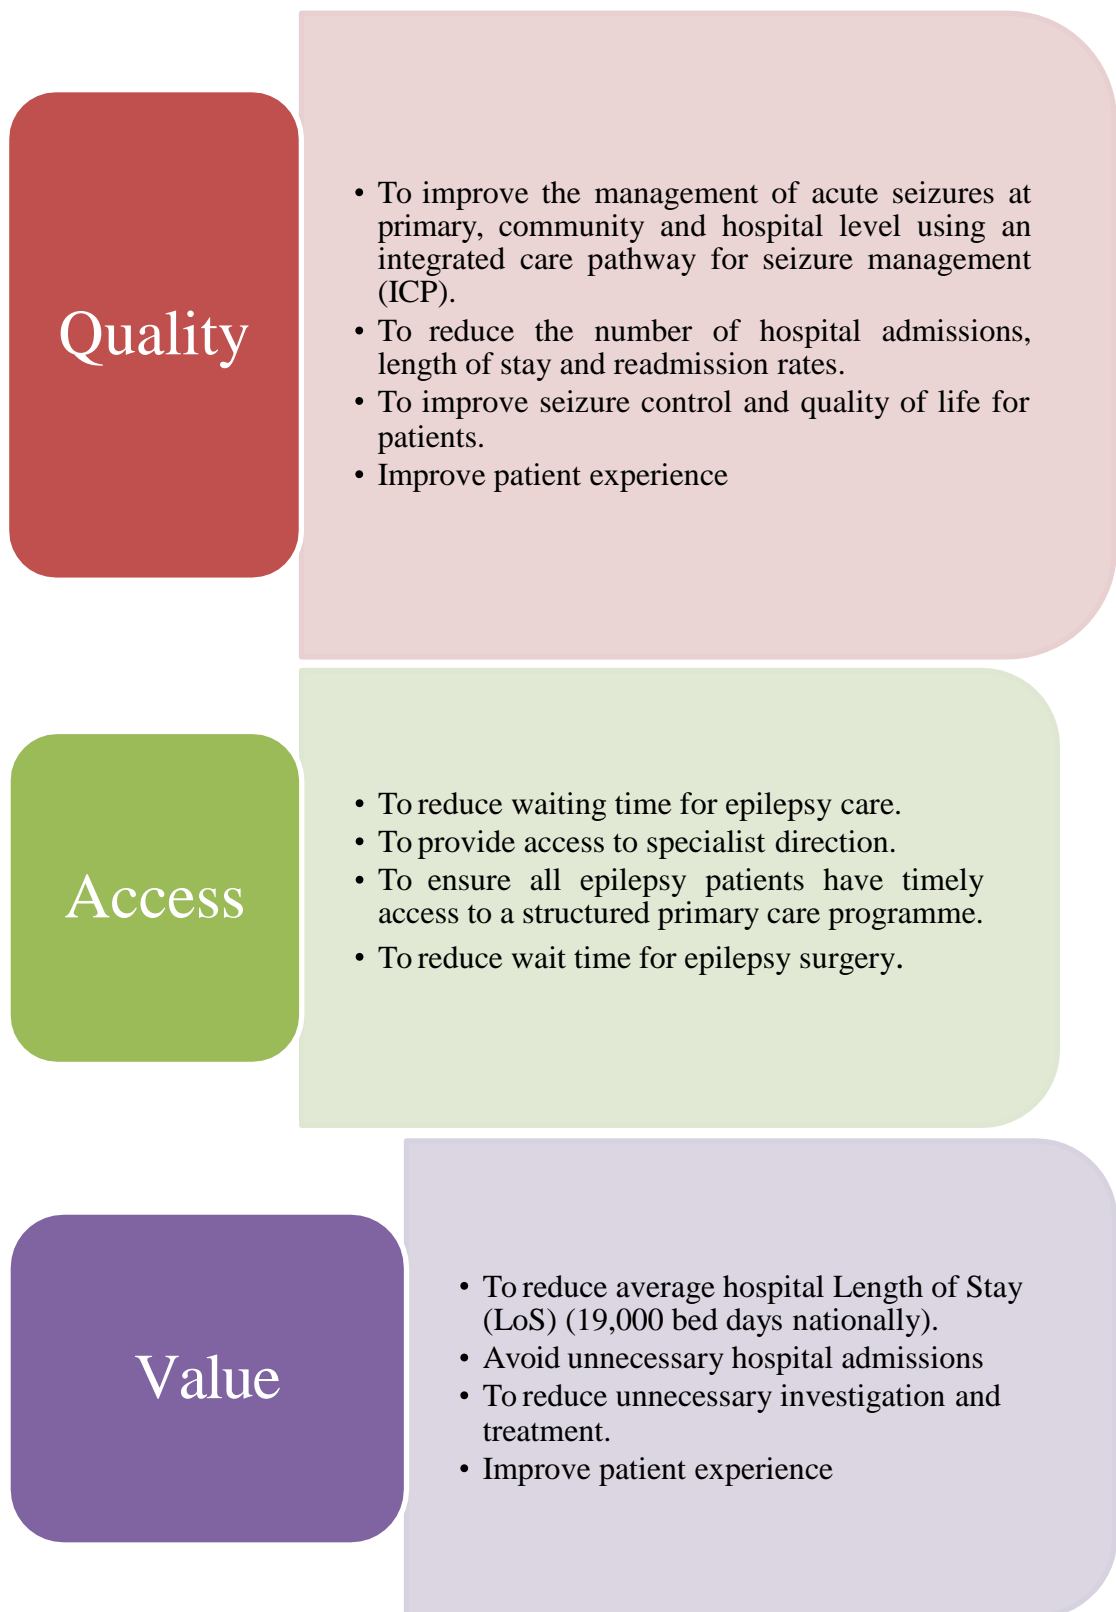 Quality
• To improve the management of acute seizures at
primary, community and hospital level using an
integrated care pathway for seizure management
(ICP).
• To reduce the number of hospital admissions,
length of stay and readmission rates.
• To improve seizure control and quality of life for
patients.
• Improve patient experience
Access
• To reduce waiting time for epilepsy care.
• To provide access to specialist direction.
• To ensure all epilepsy patients have timely
access to a structured primary care programme.
• To reduce wait time for epilepsy surgery.
Value
• To reduce average hospital Length of Stay
(LoS) (19,000 bed days nationally).
• Avoid unnecessary hospital admissions
• To reduce unnecessary investigation and
treatment.
• Improve patient experience